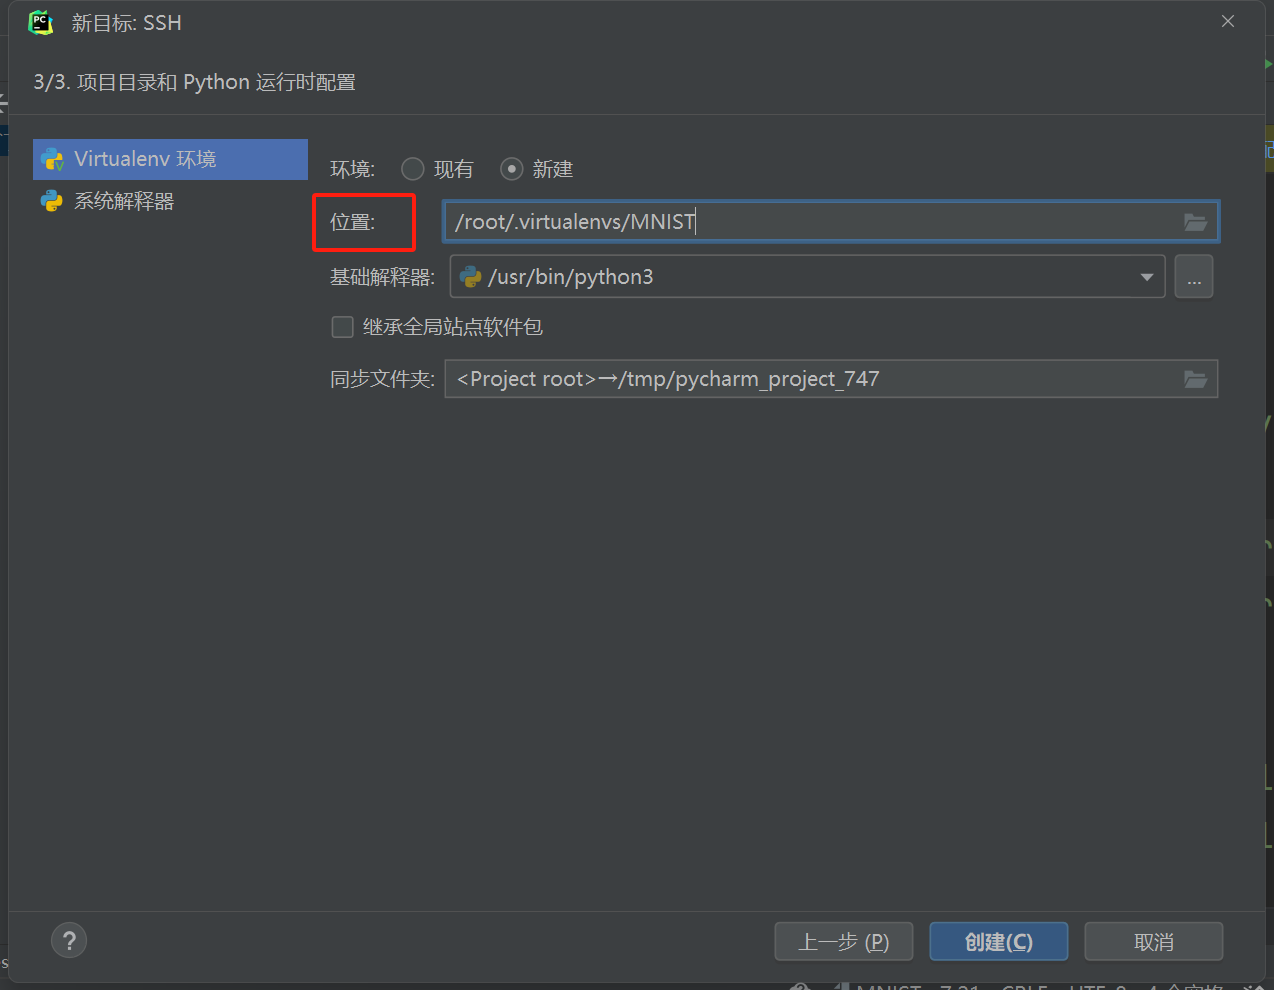 新目标: SSH
3/3. 项目目录和 Python 运行时配置
Virtualenv 环境
系统解释器
环境: 现有 新建
位置: /root/.virtualenvs/MNIST
基础解释器: /usr/bin/python3 ...
继承全局站点软件包
同步文件夹: <Project root>→/tmp/pycharm_project_747
? 上一步 (P) 创建(C) 取消